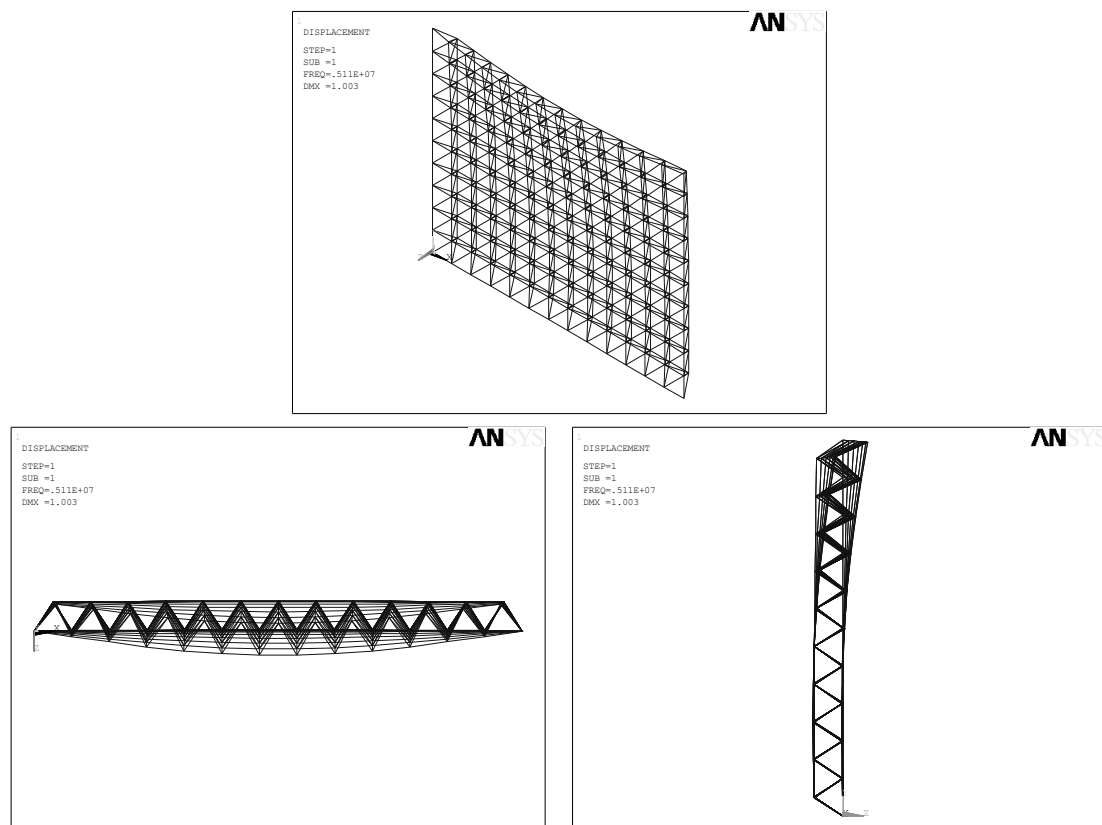 1
ANSYS
DISPLACEMENT
STEP=1
SUB =1
FREQ=.511E+07
DMX =1.003
1
ANSYS
DISPLACEMENT
STEP=1
SUB =1
FREQ=.511E+07
DMX =1.003
X
Z
1
ANSYS
DISPLACEMENT
STEP=1
SUB =1
FREQ=.511E+07
DMX =1.003
Z